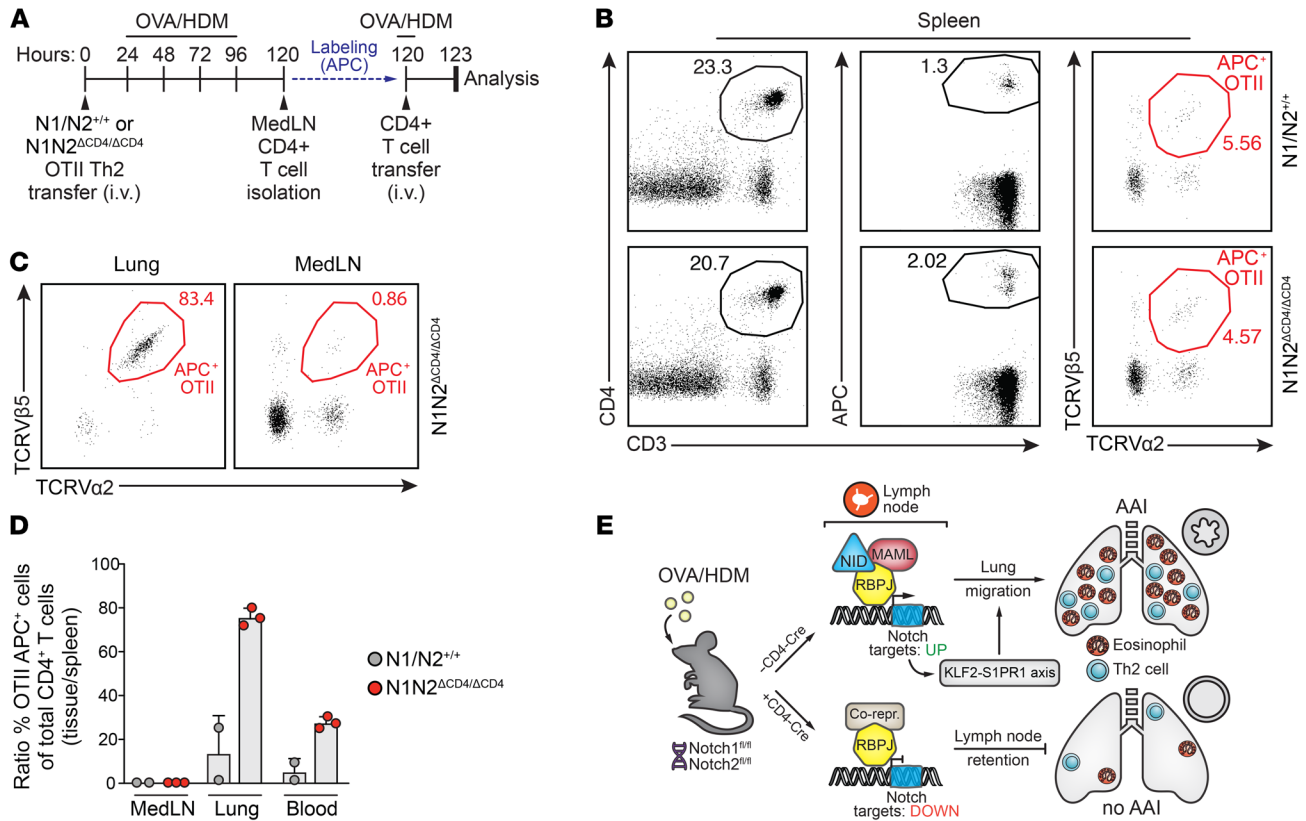 A
OVA/HDM
OVA/HDM
Hours: 0 24 48 72 96 120 120 123
Labeling
(APC)
Analysis
N1/N2+/+ or
N1N2ΔCD4/ΔCD4
OTII Th2
transfer (i.v.)
MedLN
CD4+
T cell
isolation
CD4+
T cell
transfer (i.v.)
B
Spleen
23.3
1.3
APC+
OTII
5.56
N1/N2+/+
20.7
2.02
APC+
OTII
4.57
N1N2ΔCD4/ΔCD4
CD4
APC
TCRVβ5
CD3
TCRVα2
C
Lung
MedLN
83.4
APC+
OTII
0.86
APC+
OTII
TCRVβ5
TCRVα2
N1N2ΔCD4/ΔCD4
D
Ratio % OTII APC+ cells
of total CD4+ T cells
(tissue/spleen)
100
80
60
40
20
0
MedLN
Lung
Blood
N1/N2+/+
N1N2ΔCD4/ΔCD4
E
OVA/HDM
Notch1fl/fl
Notch2fl/fl
-CD4-Cre
+CD4-Cre
Lymph
node
NID
MAML
RBPJ
Notch
targets: UP
KLF2-S1PR1 axis
Lung
migration
AAI
Eosinophil
Th2 cell
Co-repr.
RBPJ
Notch
targets: DOWN
Lymph node
retention
no AAI